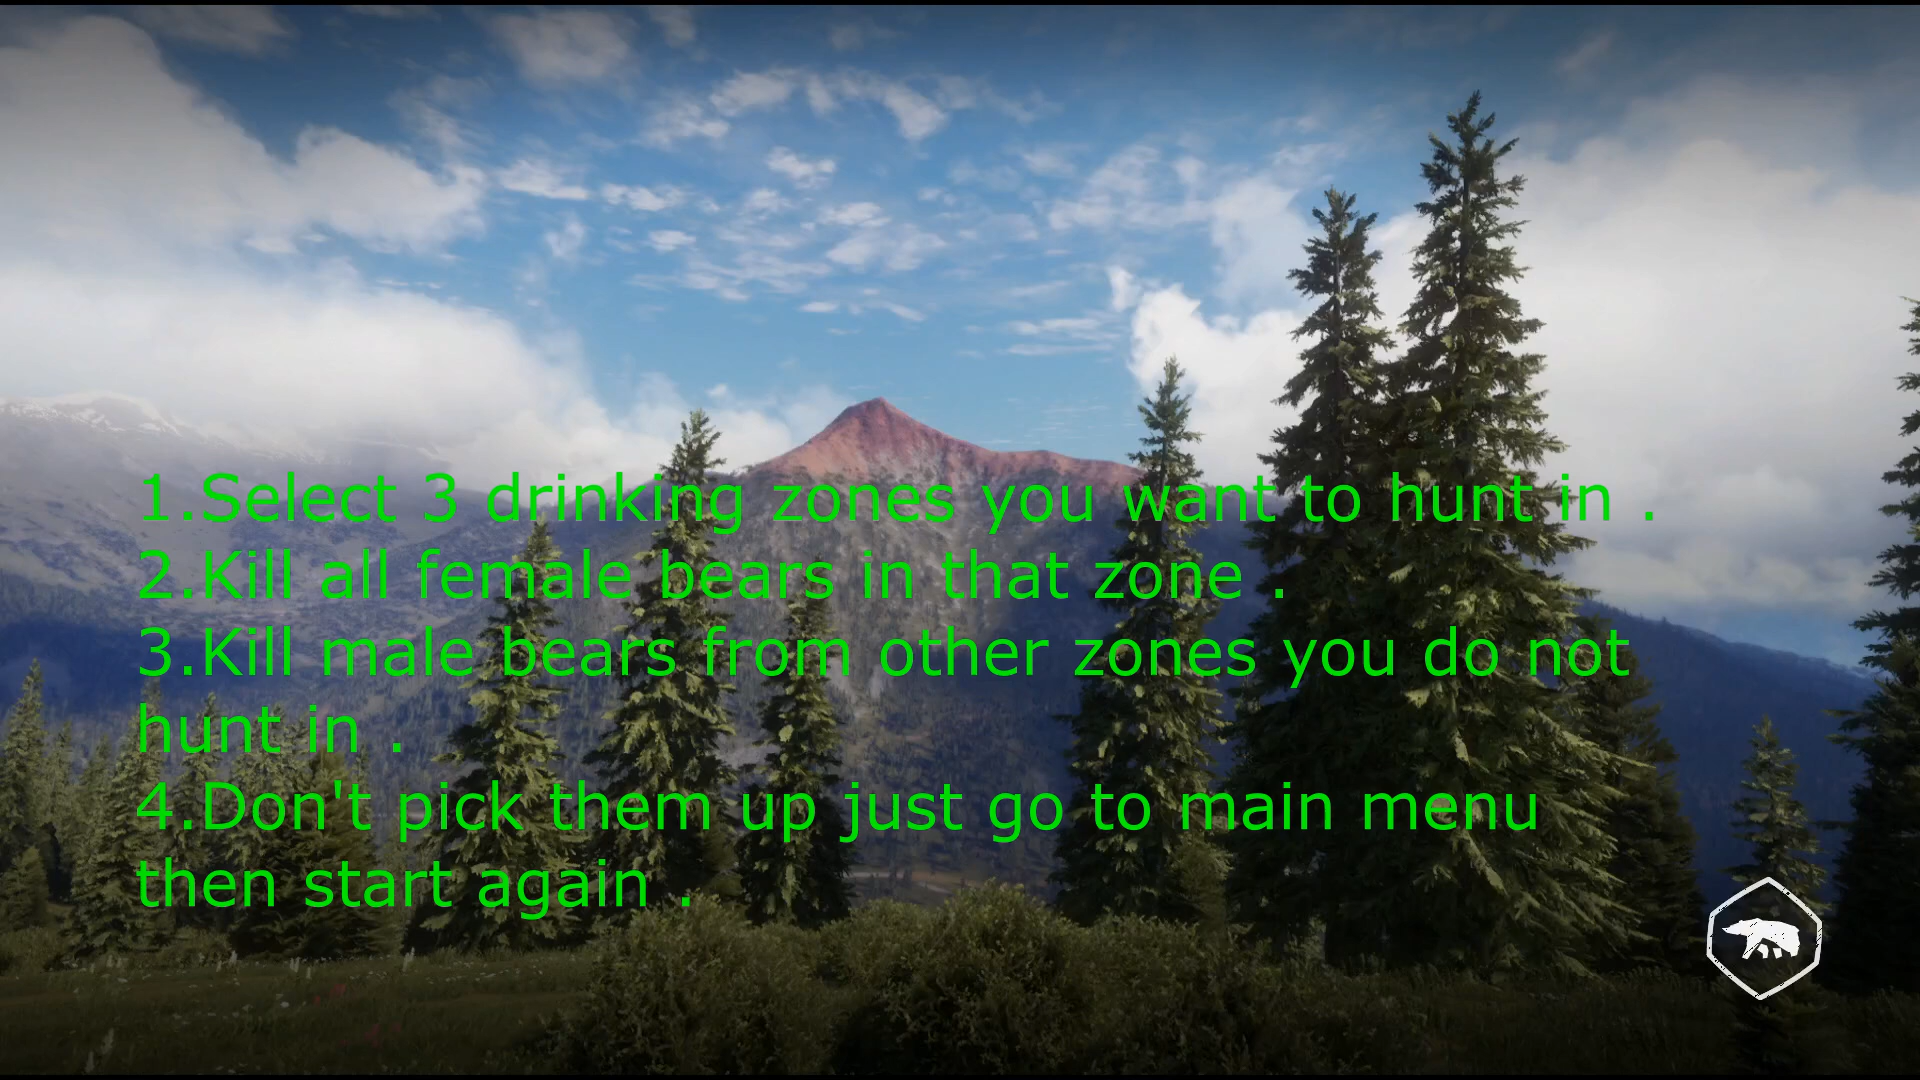 1.Select 3 drinking zones you want to hunt in .
2.Kill all female bears in that zone .
3.Kill male bears from other zones you do not
hunt in .
4.Don't pick them up just go to main menu
then start again .